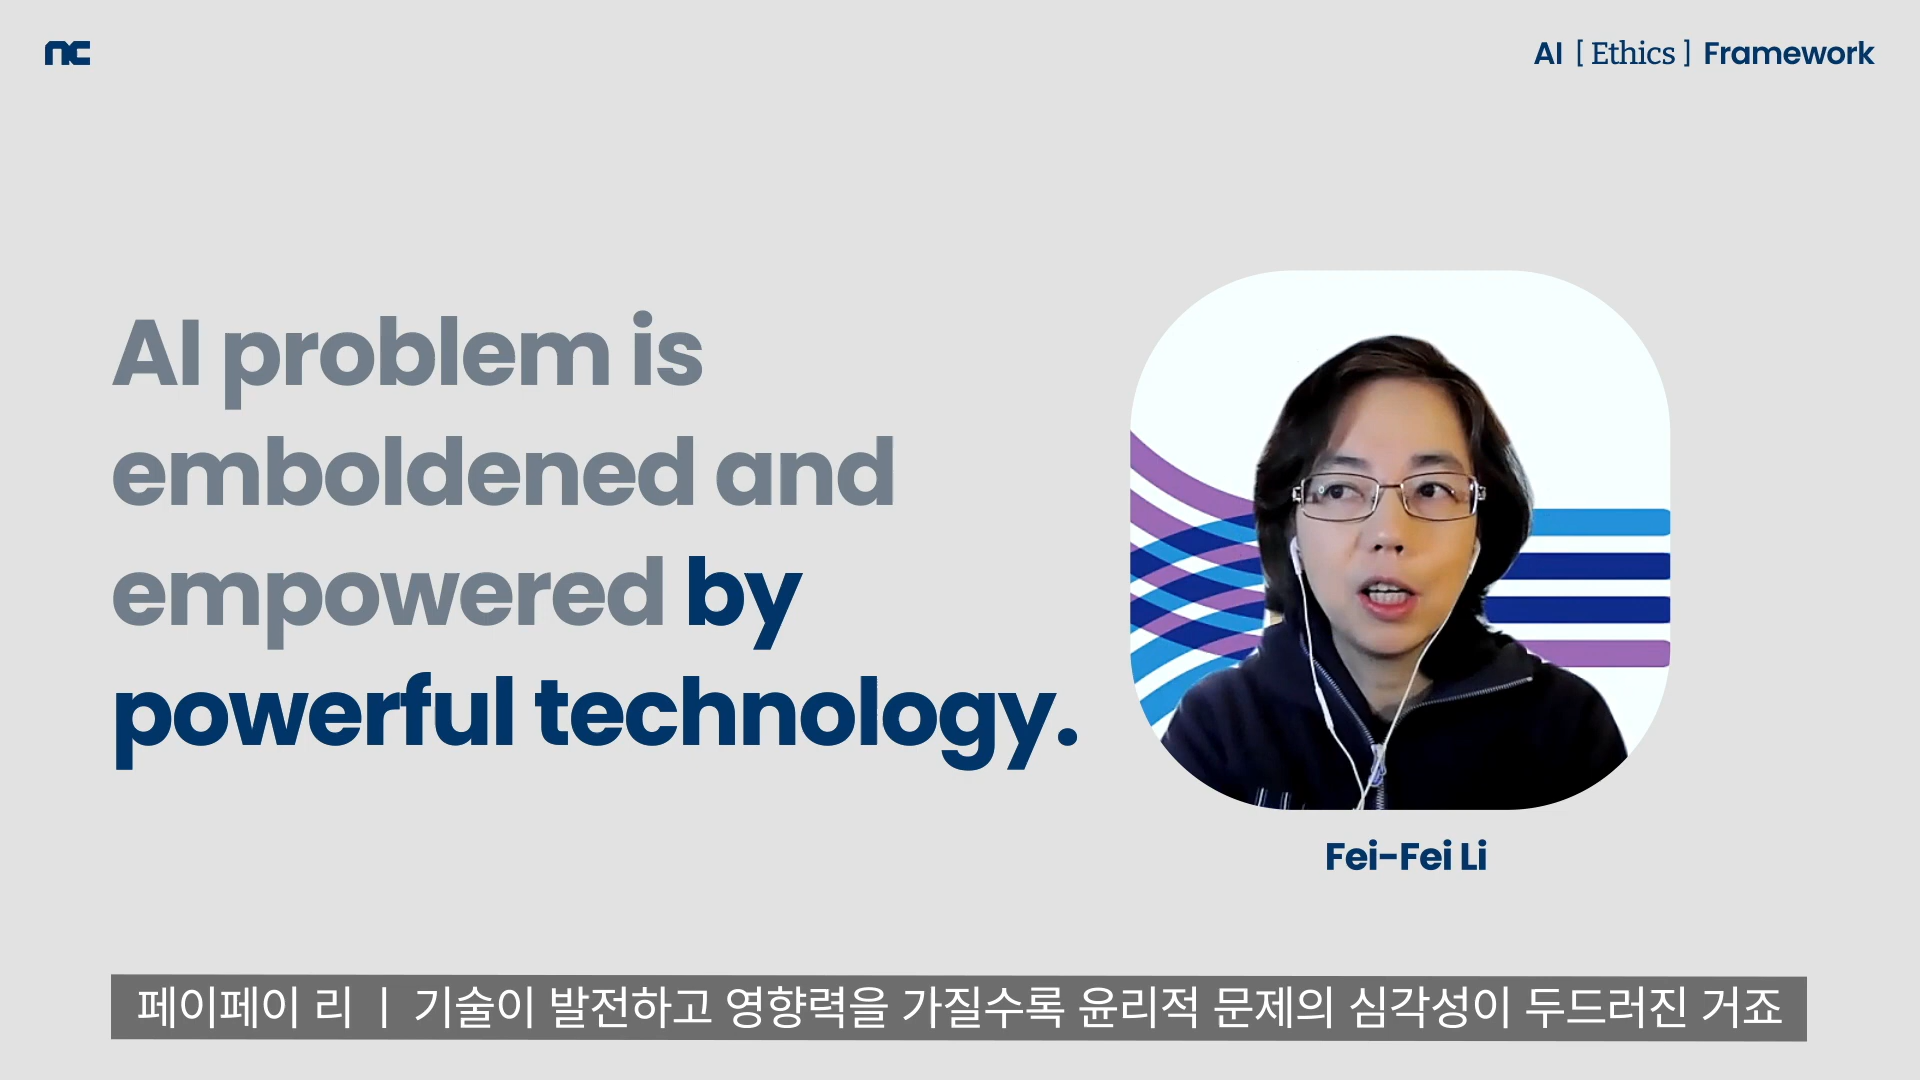 nc
AI [ Ethics ] Framework
AI problem is
emboldened and
empowered by
powerful technology.
Fei-Fei Li
페이페이 리 ㅣ 기술이 발전하고 영향력을 가질수록 윤리적 문제의 심각성이 두드러진 거죠